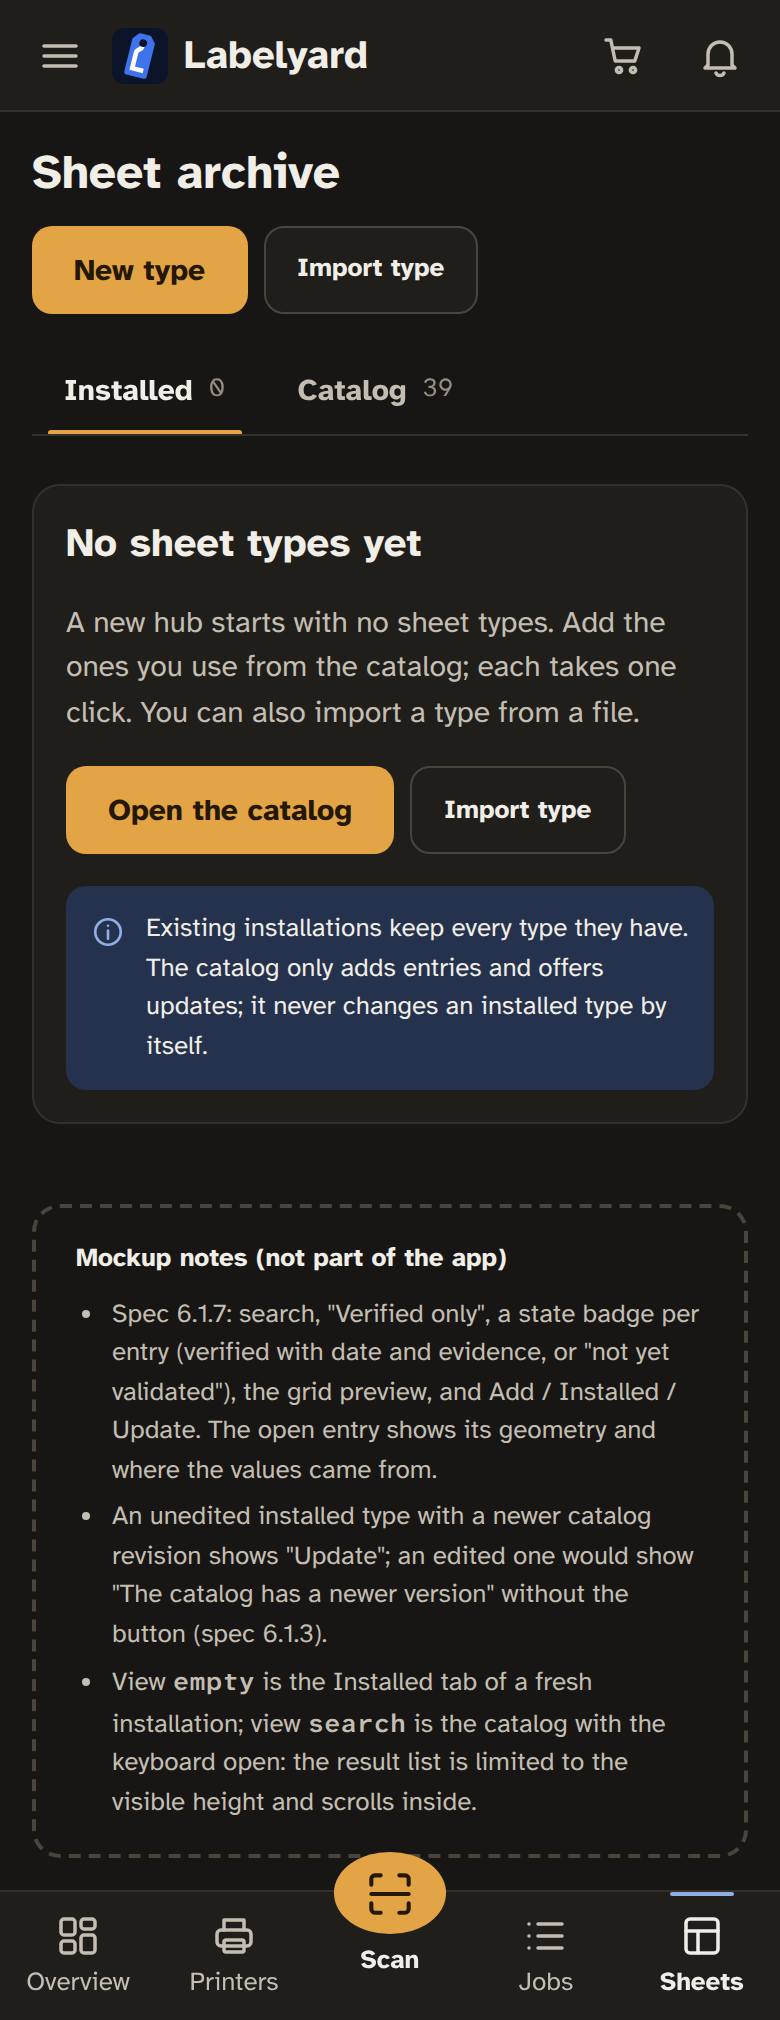 Labelyard
Sheet archive
New type
Import type
Installed 0
Catalog 39
No sheet types yet
A new hub starts with no sheet types. Add the
ones you use from the catalog; each takes one
click. You can also import a type from a file.
Open the catalog
Import type
Existing installations keep every type they have.
The catalog only adds entries and offers
updates; it never changes an installed type by
itself.
Mockup notes (not part of the app)
• Spec 6.1.7: search, "Verified only", a state badge per
entry (verified with date and evidence, or "not yet
validated"), the grid preview, and Add / Installed /
Update. The open entry shows its geometry and
where the values came from.
• An unedited installed type with a newer catalog
revision shows "Update"; an edited one would show
"The catalog has a newer version" without the
button (spec 6.1.3).
• View empty is the Installed tab of a fresh
installation; view search is the catalog with the
keyboard open: the result list is limited to the
visible height and scrolls inside.
Overview
Printers
Scan
Jobs
Sheets